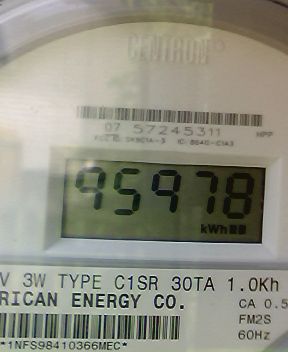 CENTRON
07 57245311 HPP
kWh
95978
V 3W TYPE C1SR 30TA 1.0Kh
RICAN ENERGY CO. CA 0.5
FM2S
*1NFS98410366MEC* 60Hz